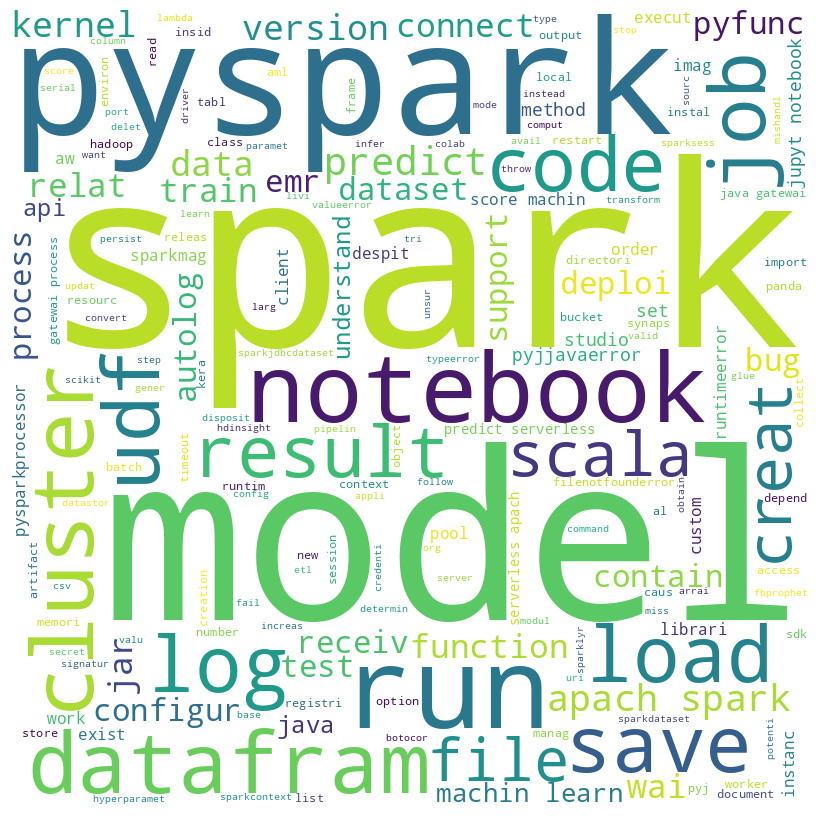 kernel
version
connect
pyfunc
pyspark
job
spark
model
notebook
code
predict
data
train
relat
dataset
emr
udf
autolog
result
scala
cluster
creat
load
log
run
datafram
file
save
apach spark
function
receiv
test
configur
jar
java
contain
deploi
bug
support
understand
process
api
aw
tabl
hadoop
column
lambda
score
serial
environ
read
insid
port
delet
want
class
driver
aml
paramet
frame
infer
mode
colab
output
type
execut
stop
local
instead
comput
avail
restart
method
imag
instal
sourc
sparksess
mishandl
jupyt notebook
java gatewai
score machin
throw
transform
learn
livi
valueerror
persist
releas
sparkmag
despit
tri
order
directori
set
synaps
valid
import
panda
gatewai process
updat
resourc
convert
client
larg
unsur
bucket
studio
pyjjavaerror
typeerror
sparkjdbcdataset
kera
step
scikit
gener
runtimeerror
glue
collect
disposit
hdinsight
pipelin
object
predict serverless
pysparkprocessor
batch
timeout
datastor
runtim
config
context
appli
follow
filenotfounderror
al
obtain
custom
depend
artifact
csv
memori
secret
signatur
valu
number
creation
fail
new
etl
session
increas
determin
credenti
pool
org
server
serverless apach
command
modul
caus
arrai
miss
access
fbprophet
librari
sdk
sparklyr
uri
work
exist
store
registri
base
option
botocor
manag
sparkdataset
potenti
instanc
hyperparamet
sparkcontext
list
machin learn
wai
pyj
worker
document